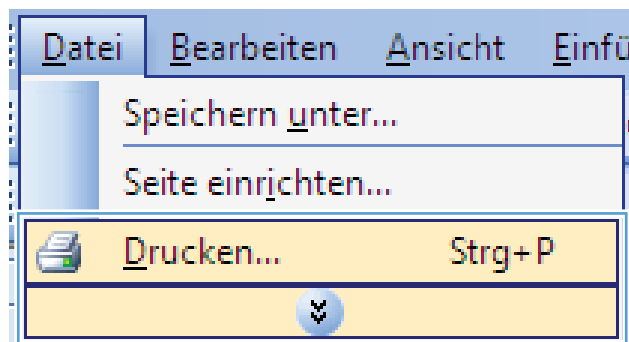 Datei Bearbeiten Ansicht
Speichern unter...
Seite einrichten...
Drucken... Strg+P